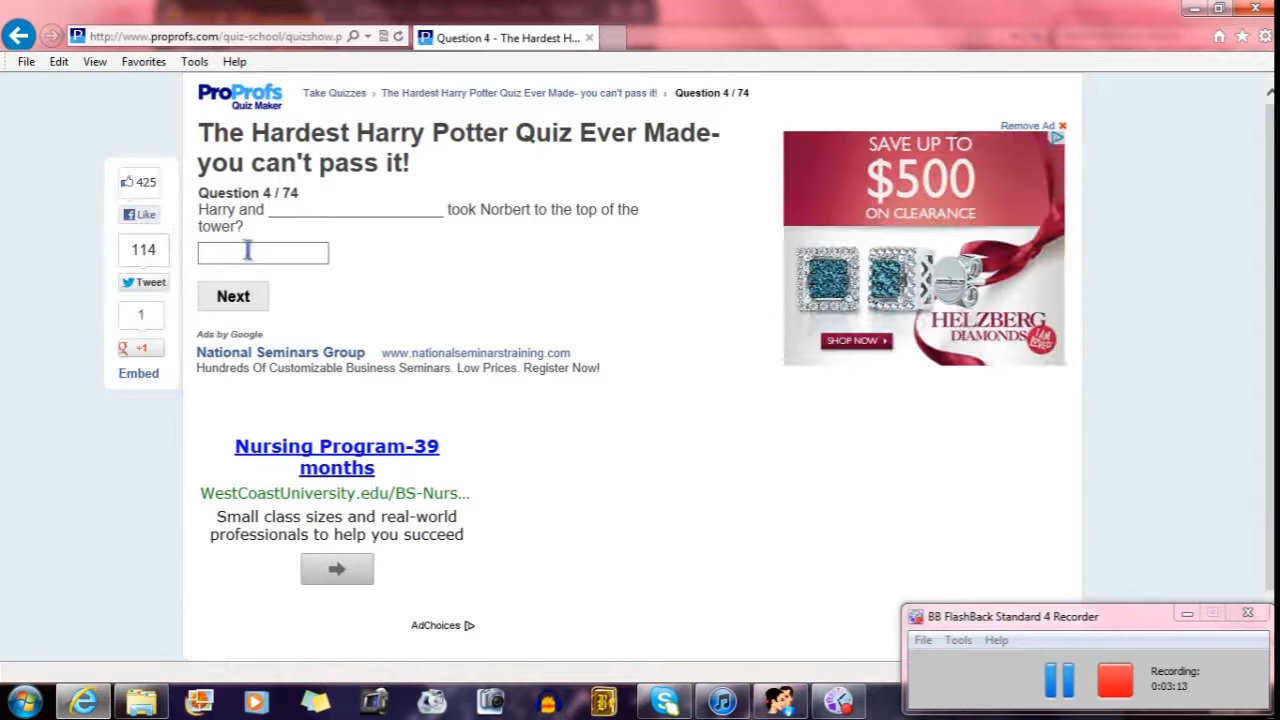 http://www.proprofs.com/quiz-school/quizshow.p
Question 4 - The Hardest H...
File Edit View Favorites Tools Help
ProProfs
Quiz Maker
Take Quizzes › The Hardest Harry Potter Quiz Ever Made- you can't pass it! › Question 4 / 74
The Hardest Harry Potter Quiz Ever Made-
you can't pass it!
Question 4 / 74
Harry and ____________________ took Norbert to the top of the
tower?
Next
425
Like
114
Tweet
1
+1
Embed
Ads by Google
National Seminars Group www.nationalseminarstraining.com
Hundreds Of Customizable Business Seminars. Low Prices. Register Now!
Nursing Program-39
months
WestCoastUniversity.edu/BS-Nurs...
Small class sizes and real-world
professionals to help you succeed
AdChoices
Remove Ad
SAVE UP TO
$500
ON CLEARANCE
HELZBERG
DIAMONDS
I AM
LOVED
SHOP NOW
BB FlashBack Standard 4 Recorder
File Tools Help
Recording:
0:03:13